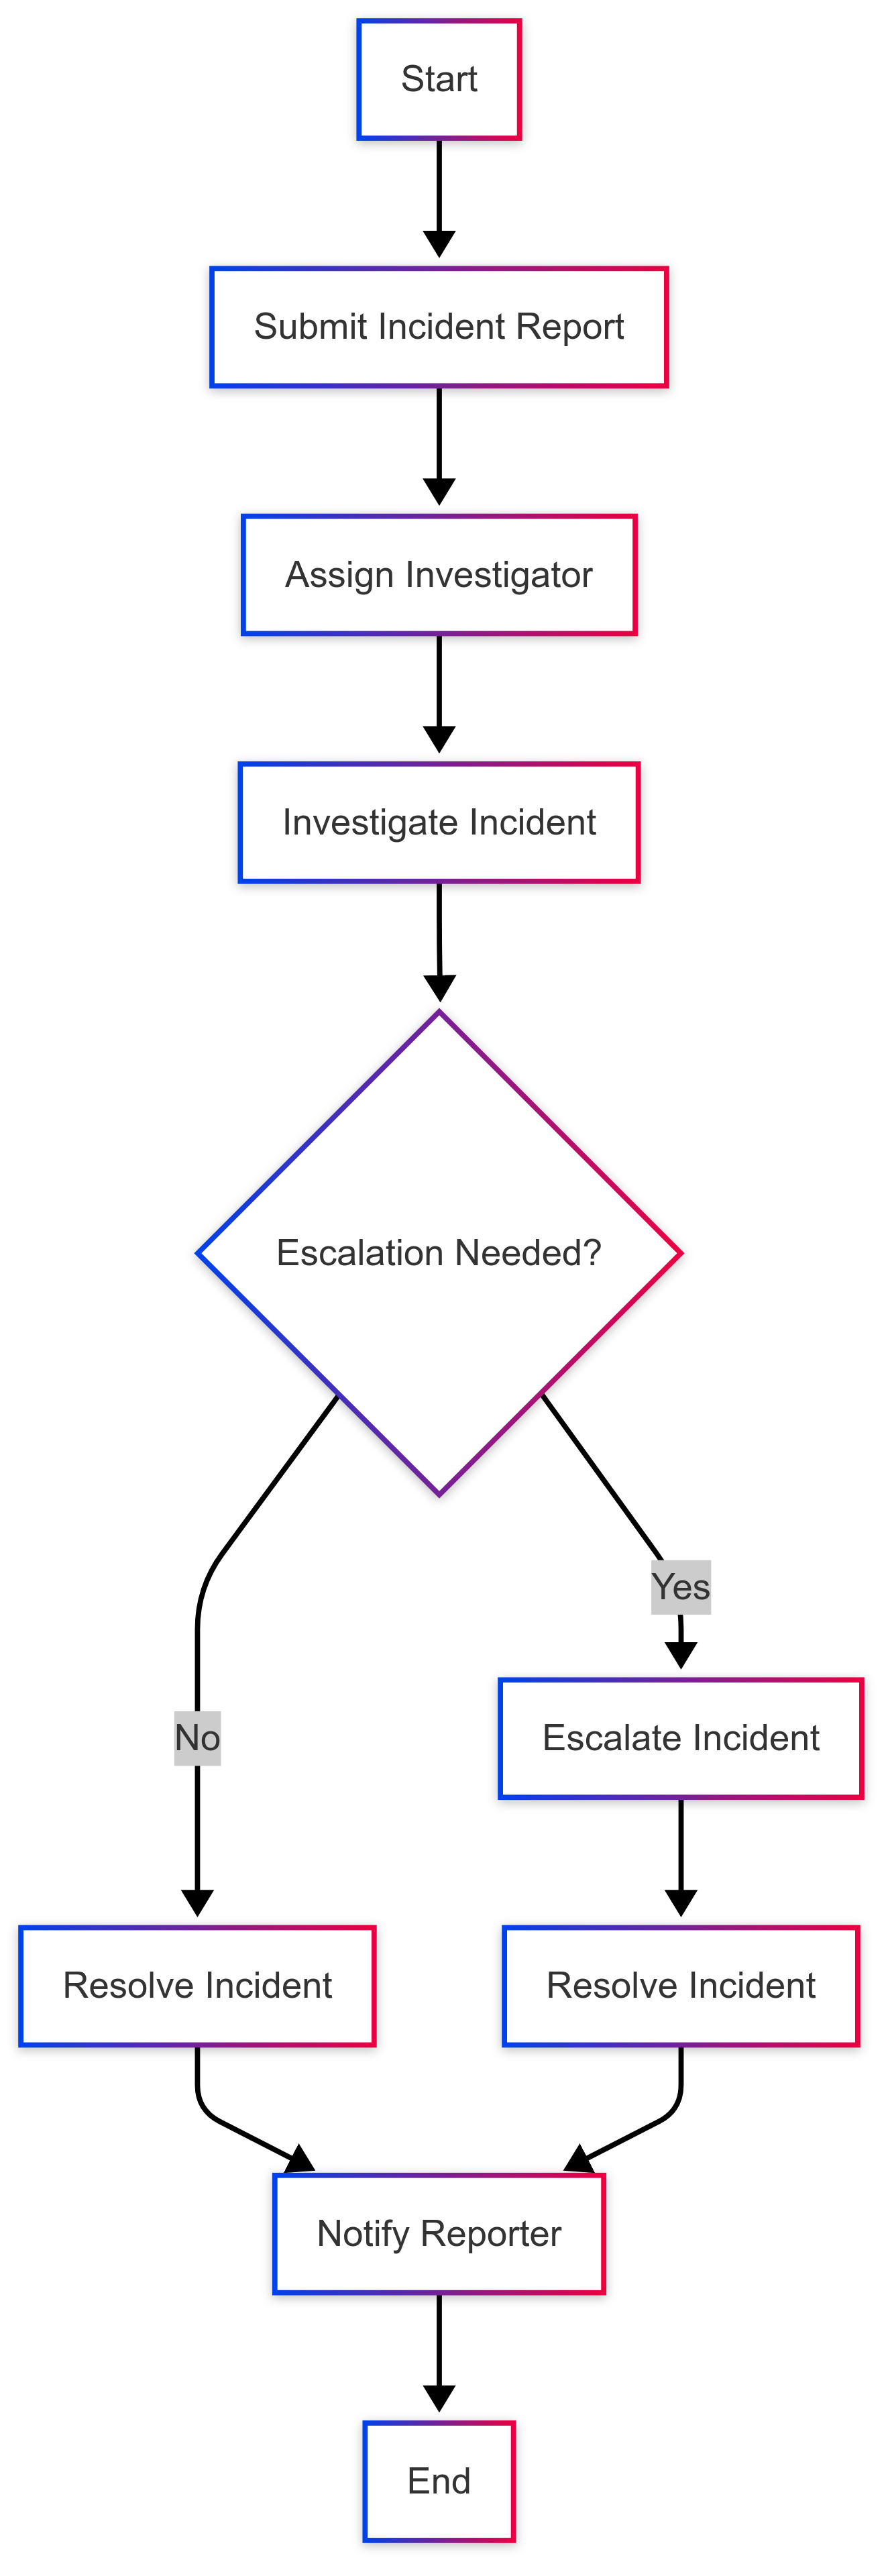 Start
Submit Incident Report
Assign Investigator
Investigate Incident
Escalation Needed?
Yes
No
Escalate Incident
Resolve Incident
Resolve Incident
Notify Reporter
End